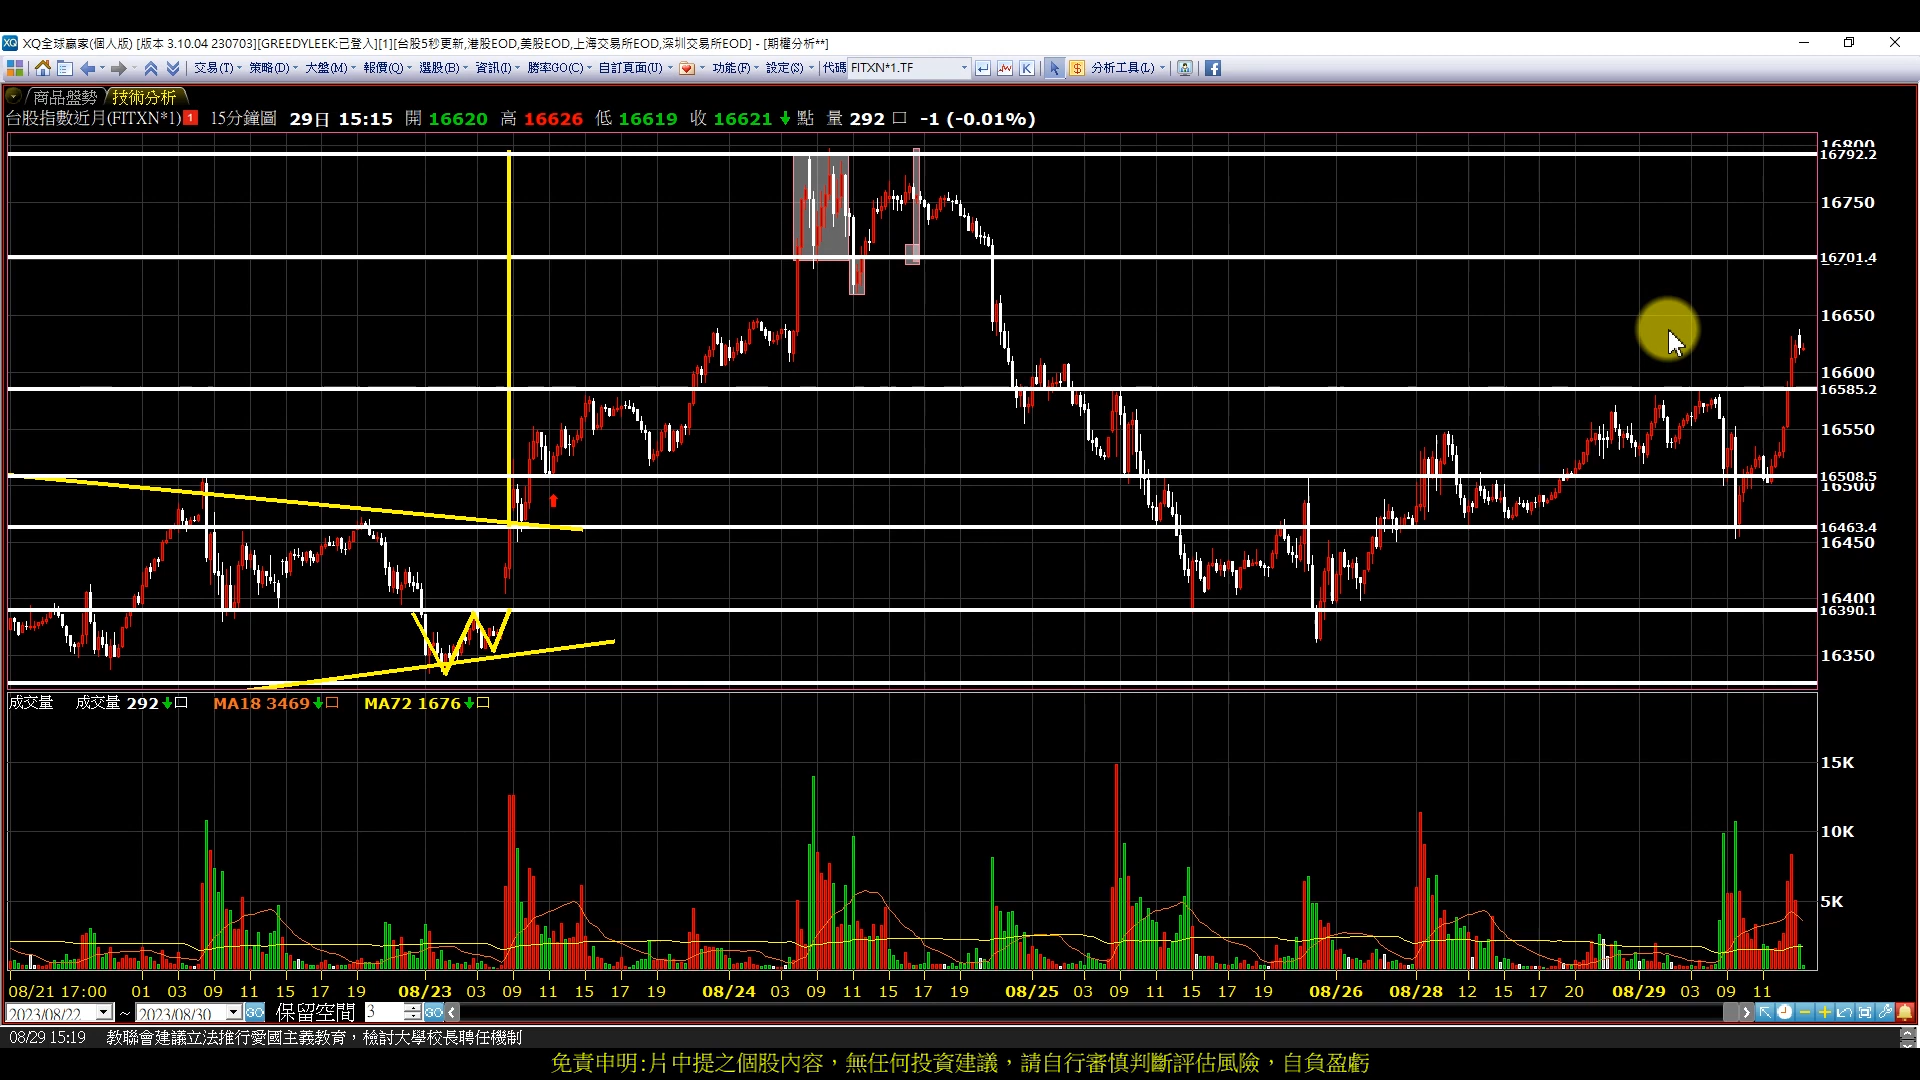 XQ全球贏家(個人版) [版本 3.10.04 230703][GREEDYLEEK:已登入][1][台股5秒更新,港股EOD,美股EOD,上海交易所EOD,深圳交易所EOD] - [期權分析**]
交易(T) 策略(D) 大盤(M) 報價(Q) 選股(B) 資訊(I) 勝率GO(C) 自訂頁面(U) 功能(F) 設定(S) 代碼 FITXN*1.TF K $ 分析工具(L)
商品盤勢 技術分析
台股指數近月(FITXN*1) 1 15分鐘圖 29日 15:15 開 16620 高 16626 低 16619 收 16621 點 量 292 口 -1 (-0.01%)
16800
16792.2
16750
16701.4
16650
16600
16585.2
16550
16508.5
16500
16463.4
16450
16400
16390.1
16350
成交量 成交量 292 口 MA18 3469 口 MA72 1676 口
15K
10K
5K
08/21 17:00 01 03 09 11 15 17 19 08/23 03 09 11 15 17 19 08/24 03 09 11 15 17 19 08/25 03 09 11 15 17 19 08/26 08/28 12 15 17 20 08/29 03 09 11
2023/08/22 ~ 2023/08/30 GO 保留空間 3 GO
08/29 15:19 教聯會建議立法推行愛國主義教育，檢討大學校長聘任機制
免責申明:片中提之個股內容，無任何投資建議，請自行審慎判斷評估風險，自負盈虧